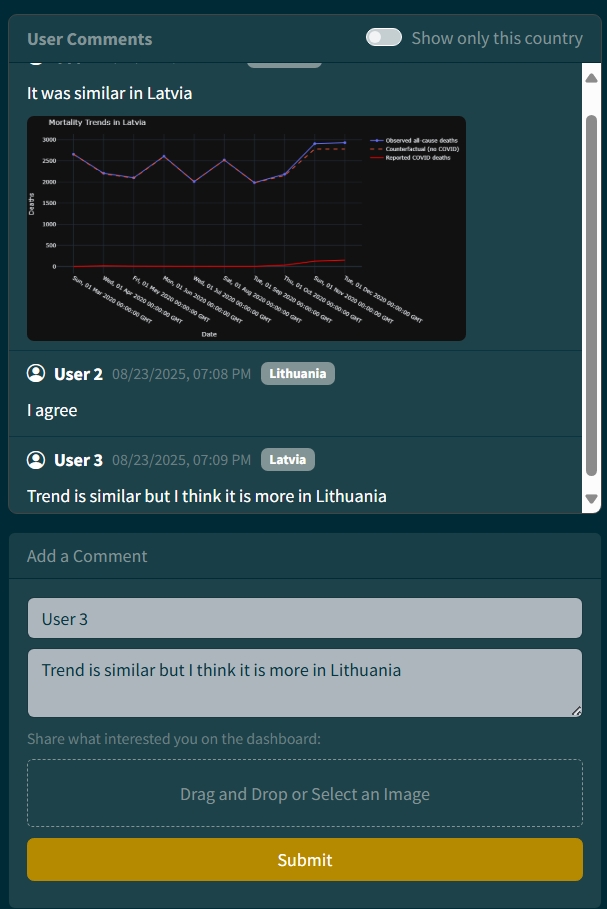 User Comments
Show only this country
It was similar in Latvia
Mortality Trends in Latvia
Observed all-cause deaths
Counterfactual (no COVID)
Reported COVID deaths
3000
2500
2000
1500
1000
500
0
Deaths
Sun, 01 Mar 2020 00:00:00 GMT
Wed, 01 Apr 2020 00:00:00 GMT
Fri, 01 May 2020 00:00:00 GMT
Mon, 01 Jun 2020 00:00:00 GMT
Wed, 01 Jul 2020 00:00:00 GMT
Sat, 01 Aug 2020 00:00:00 GMT
Tue, 01 Sep 2020 00:00:00 GMT
Thu, 01 Oct 2020 00:00:00 GMT
Sun, 01 Nov 2020 00:00:00 GMT
Tue, 01 Dec 2020 00:00:00 GMT
Date
User 2 08/23/2025, 07:08 PM Lithuania
I agree
User 3 08/23/2025, 07:09 PM Latvia
Trend is similar but I think it is more in Lithuania
Add a Comment
User 3
Trend is similar but I think it is more in Lithuania
Share what interested you on the dashboard:
Drag and Drop or Select an Image
Submit